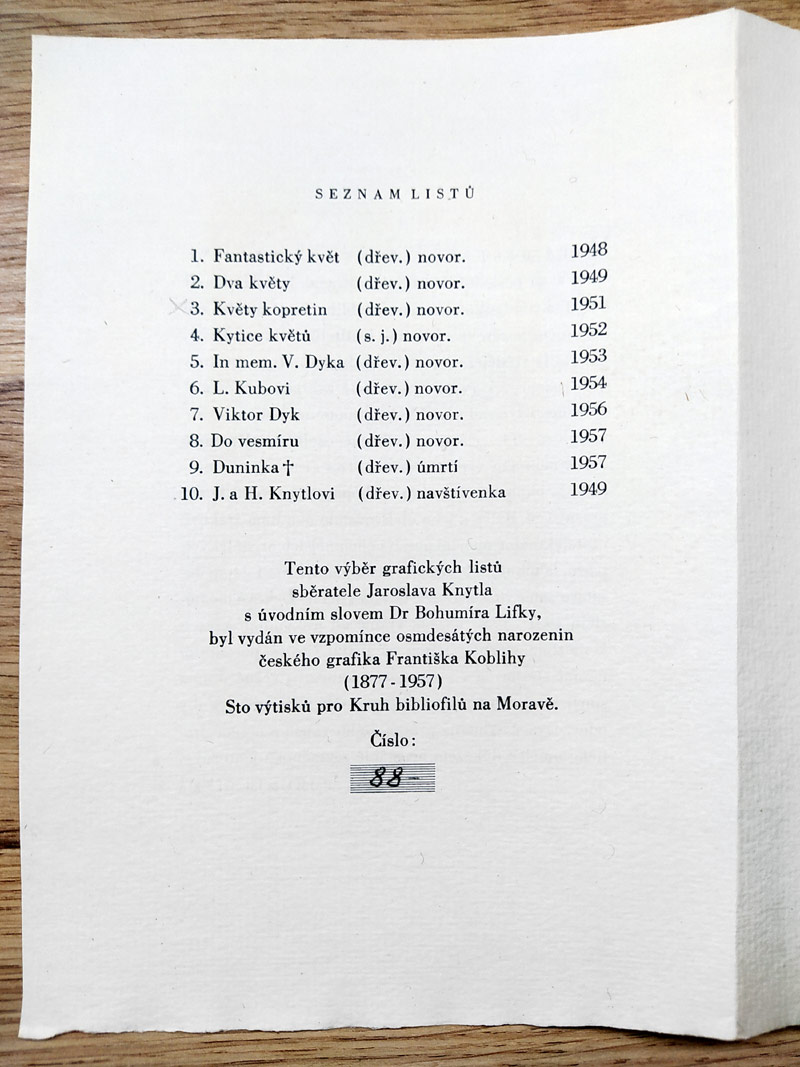 SEZNAM LISTŮ
1. Fantastický květ (dřev.) novor. 1948
2. Dva květy (dřev.) novor. 1949
3. Květy kopretin (dřev.) novor. 1951
4. Kytice květů (s. j.) novor. 1952
5. In mem. V. Dyka (dřev.) novor. 1953
6. L. Kubovi (dřev.) novor. 1954
7. Viktor Dyk (dřev.) novor. 1956
8. Do vesmíru (dřev.) novor. 1957
9. Duninka † (dřev.) úmrtí 1957
10. J. a H. Knytlovi (dřev.) navštívenka 1949
Tento výběr grafických listů
sběratele Jaroslava Knytla
s úvodním slovem Dr Bohumíra Lifky,
byl vydán ve vzpomínce osmdesátých narozenin
českého grafika Františka Koblihy
(1877-1957)
Sto výtisků pro Kruh bibliofilů na Moravě.
Číslo:
88-